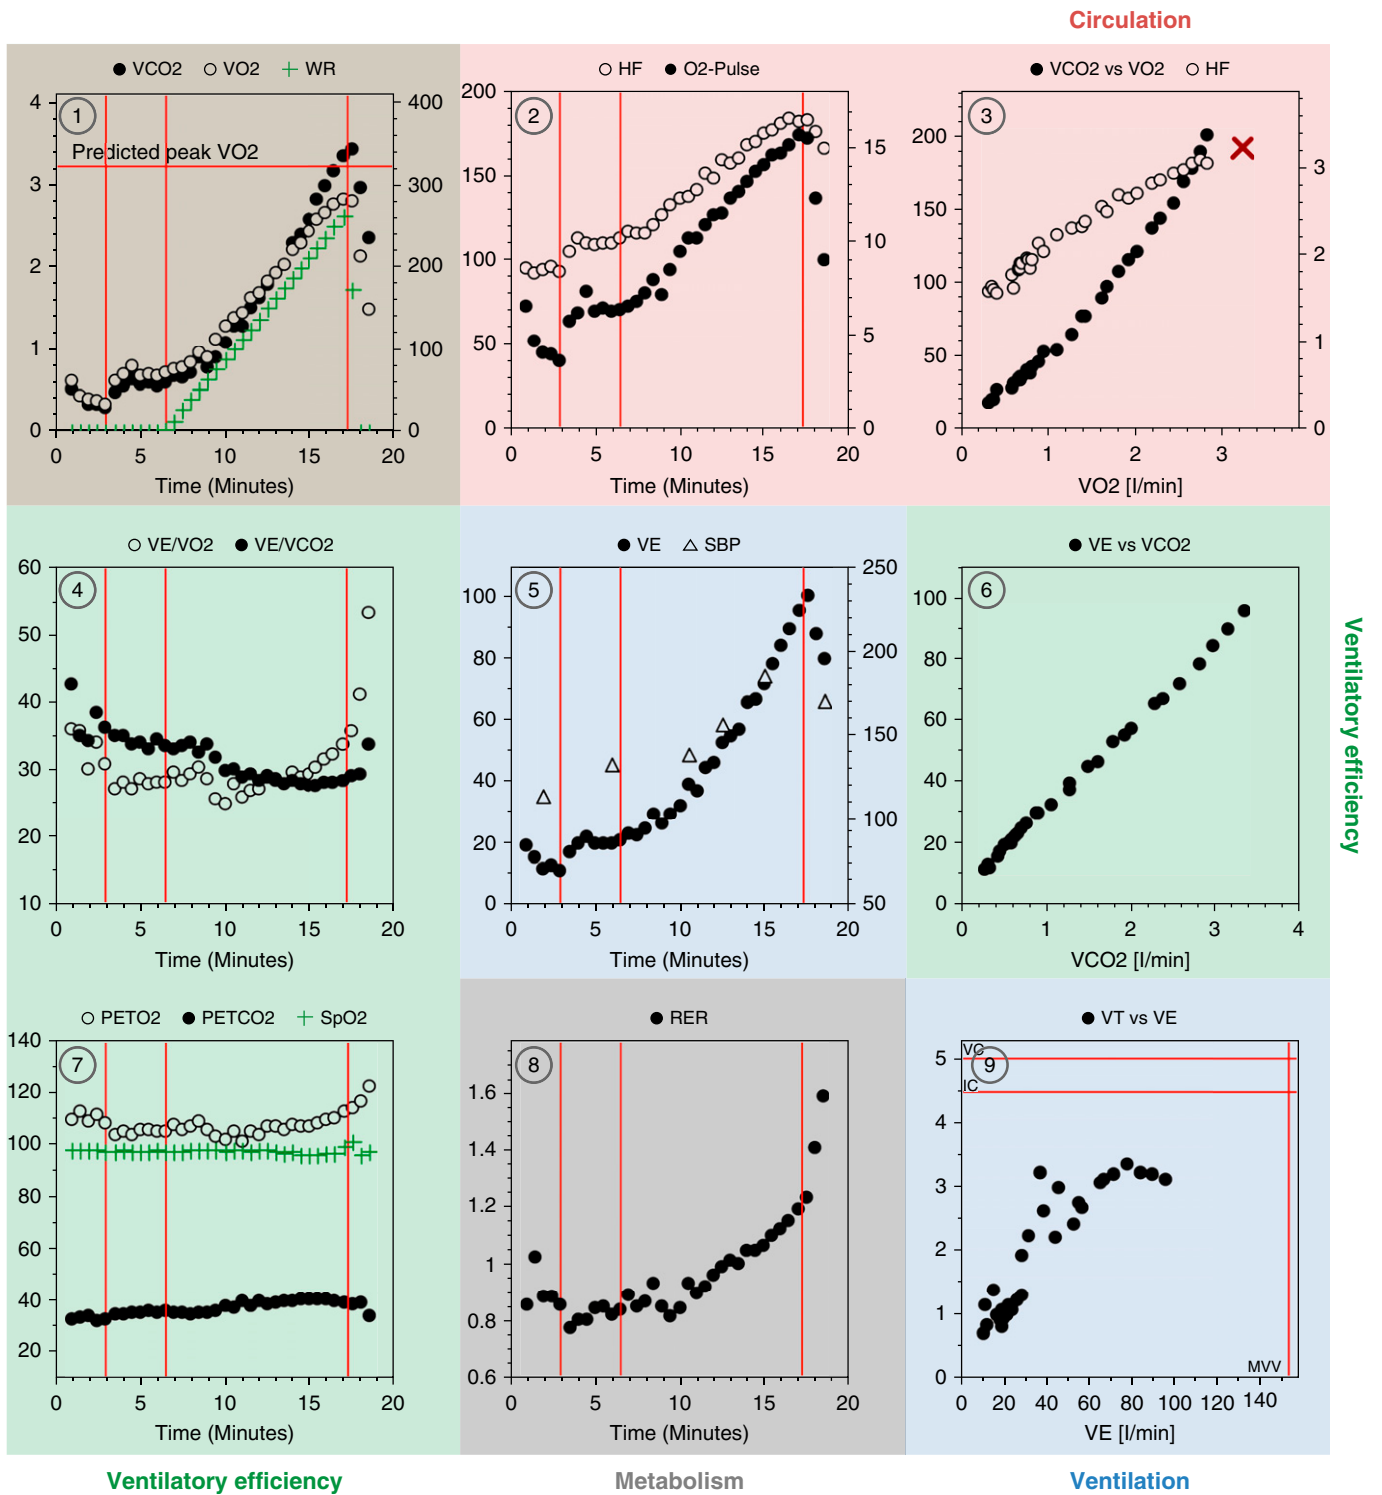 Circulation
VCO2 VO2 WR
HF O2-Pulse
VCO2 vs VO2 HF
1
Predicted peak VO2
4
3
2
1
0
400
300
200
100
0
0 5 10 15 20
Time (Minutes)
2
200
150
100
50
0
15
10
5
0
0 5 10 15 20
Time (Minutes)
3
200
150
100
50
0
3
2
1
0
0 1 2 3
VO2 [l/min]
VE/VO2 VE/VCO2
4
60
50
40
30
20
10
0 5 10 15 20
Time (Minutes)
VE SBP
5
100
80
60
40
20
0
250
200
150
100
50
0 5 10 15 20
Time (Minutes)
VE vs VCO2
6
100
80
60
40
20
0
0 1 2 3 4
VCO2 [l/min]
Ventilatory efficiency
PETO2 PETCO2 SpO2
7
140
120
100
80
60
40
20
0 5 10 15 20
Time (Minutes)
RER
8
1.6
1.4
1.2
1
0.8
0.6
0 5 10 15 20
Time (Minutes)
VT vs VE
VC
9
IC
5
4
3
2
1
0
MVV
0 20 40 60 80 100 120 140
VE [l/min]
Ventilatory efficiency
Metabolism
Ventilation